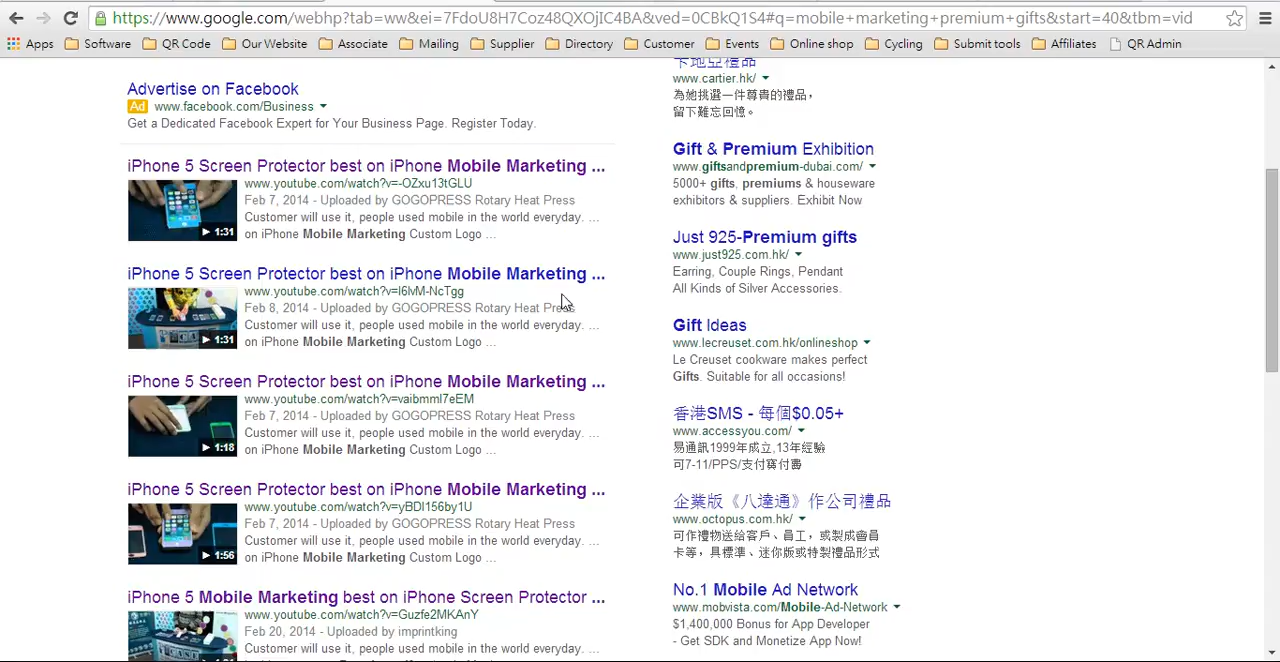 https://www.google.com/webhp?tab=ww&ei=7FdoU8H7Coz48QXOjIC4BA&ved=0CBkQ1S4#q=mobile+marketing+premium+gifts&start=40&tbm=vid
Apps Software QR Code Our Website Associate Mailing Supplier Directory Customer Events Online shop Cycling Submit tools Affiliates QR Admin
Advertise on Facebook
Ad www.facebook.com/Business
Get a Dedicated Facebook Expert for Your Business Page. Register Today.
iPhone 5 Screen Protector best on iPhone Mobile Marketing ...
www.youtube.com/watch?v=-OZxu13tGLU
Feb 7, 2014 - Uploaded by GOGOPRESS Rotary Heat Press
Customer will use it, people used mobile in the world everyday. ...
on iPhone Mobile Marketing Custom Logo ...
1:31
iPhone 5 Screen Protector best on iPhone Mobile Marketing ...
www.youtube.com/watch?v=I6lvM-NcTgg
Feb 8, 2014 - Uploaded by GOGOPRESS Rotary Heat Press
Customer will use it, people used mobile in the world everyday. ...
on iPhone Mobile Marketing Custom Logo ...
1:31
iPhone 5 Screen Protector best on iPhone Mobile Marketing ...
www.youtube.com/watch?v=vaibmmI7eEM
Feb 7, 2014 - Uploaded by GOGOPRESS Rotary Heat Press
Customer will use it, people used mobile in the world everyday. ...
on iPhone Mobile Marketing Custom Logo ...
1:18
iPhone 5 Screen Protector best on iPhone Mobile Marketing ...
www.youtube.com/watch?v=yBDI156by1U
Feb 7, 2014 - Uploaded by GOGOPRESS Rotary Heat Press
Customer will use it, people used mobile in the world everyday. ...
on iPhone Mobile Marketing Custom Logo ...
1:56
iPhone 5 Mobile Marketing best on iPhone Screen Protector ...
www.youtube.com/watch?v=Guzfe2MKAnY
Feb 20, 2014 - Uploaded by imprintking
Customer will use it, people used mobile in the world everyday. ...
卡地亞禮品
www.cartier.hk/
為她挑選一件尊貴的禮品，
留下難忘回憶。
Gift & Premium Exhibition
www.giftsandpremium-dubai.com/
5000+ gifts, premiums & houseware
exhibitors & suppliers. Exhibit Now
Just 925-Premium gifts
www.just925.com.hk/
Earring, Couple Rings, Pendant
All Kinds of Silver Accessories.
Gift Ideas
www.lecreuset.com.hk/onlineshop
Le Creuset cookware makes perfect
Gifts. Suitable for all occasions!
香港SMS - 每個$0.05+
www.accessyou.com/
易通訊1999年成立,13年經驗
可7-11/PPS/支付寶付費
企業版《八達通》作公司禮品
www.octopus.com.hk/
可作禮物送給客戶、員工，或製成會員
卡等，具標準、迷你版或特製禮品形式
No.1 Mobile Ad Network
www.mobvista.com/Mobile-Ad-Network
$1,400,000 Bonus for App Developer
- Get SDK and Monetize App Now!